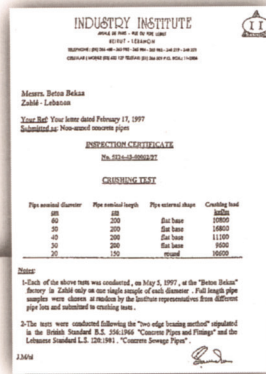 INDUSTRY INSTITUTE
BEIRUT - LEBANON
Messrs. Beton Bekaa
Zahlé - Lebanon
Your Ref: Your letter dated February 17, 1997
Submitted as: Non-armed concrete pipes
INSPECTION CERTIFICATE
CRUSHING TEST
Pipe nominal diameter Pipe nominal length Pipe external shape Crushing load
cm cm
60 200 flat base 10800
50 200 flat base 16800
40 200 flat base 11100
30 200 flat base 9600
20 150 round 10600
Notes:
1-Each of the above tests was conducted, on May 5, 1997, at the "Beton Bekaa"
factory in Zahlé only on one single sample of each diameter. Full length pipe
samples were chosen at random by the Institute representatives from different
pipe lots and submitted to crushing tests.
2-The tests were conducted following the "two edge bearing method" stipulated
in the British Standard B.S. 556:1966 "Concrete Pipes and Fittings" and the
Lebanese Standard L.S. 120:1981. "Concrete Sewage Pipes".